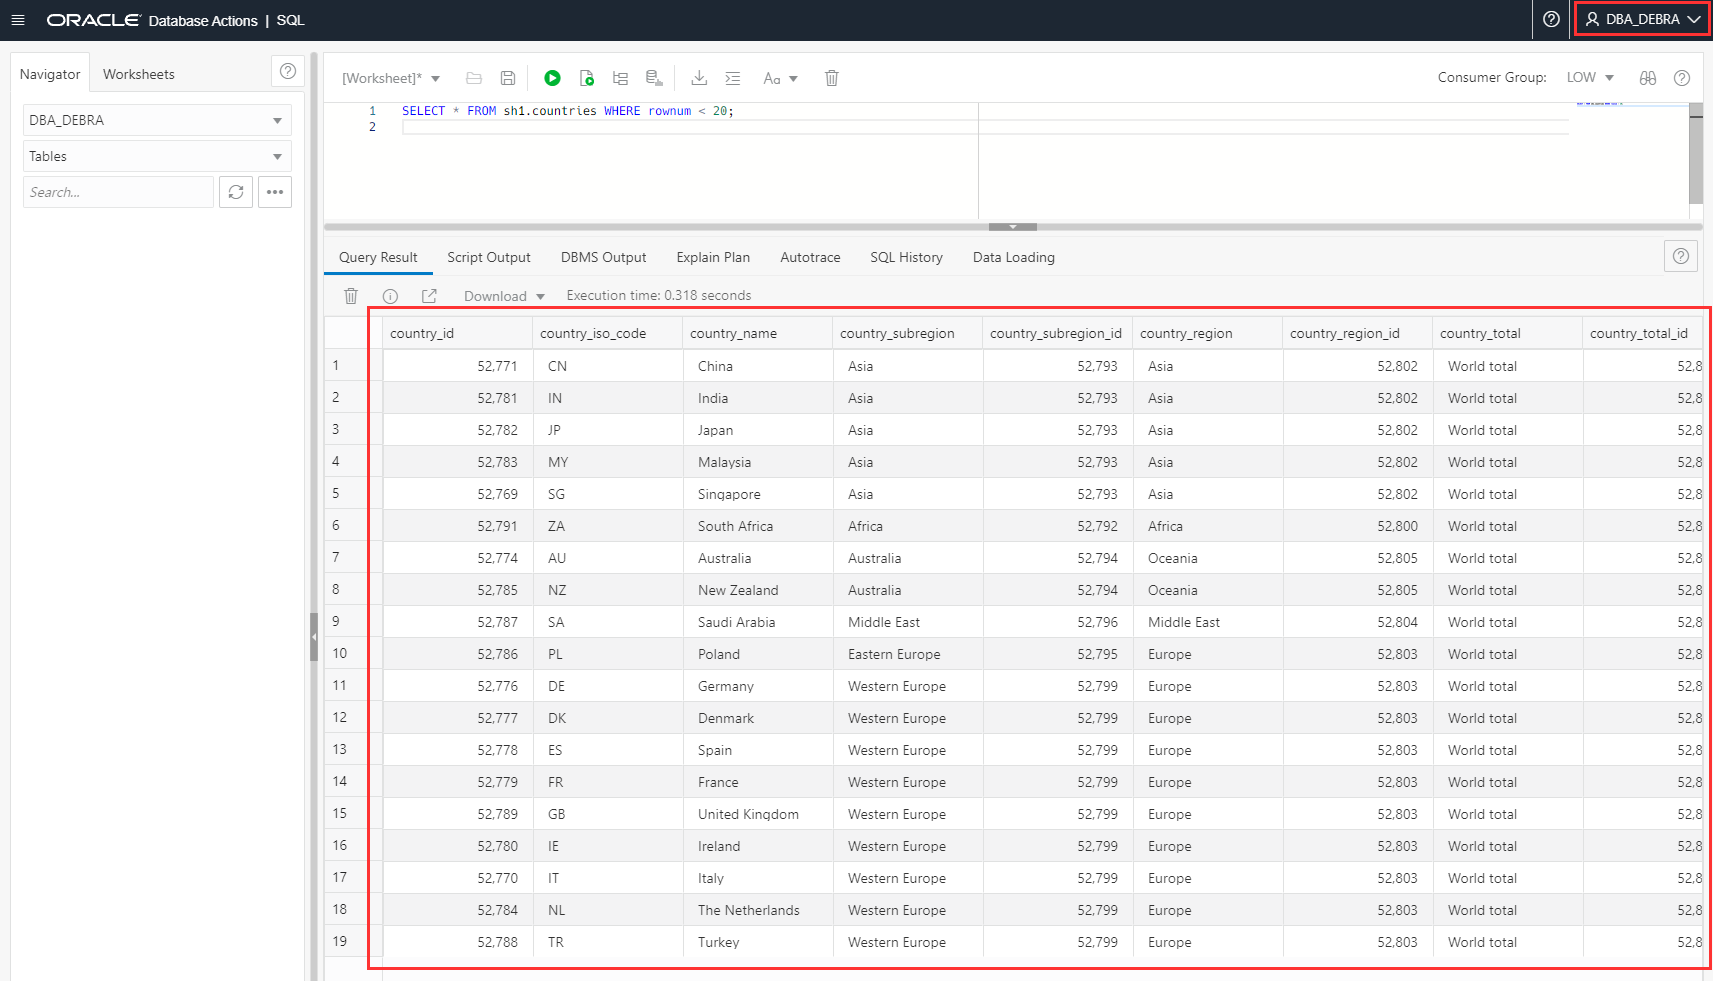 ORACLE Database Actions | SQL
DBA_DEBRA
Navigator
Worksheets
DBA_DEBRA
Tables
Search...
[Worksheet]*
Aa
Consumer Group: LOW
1 SELECT * FROM sh1.countries WHERE rownum < 20;
2
Query Result Script Output DBMS Output Explain Plan Autotrace SQL History Data Loading
Download Execution time: 0.318 seconds
country_id country_iso_code country_name country_subregion country_subregion_id country_region country_region_id country_total country_total_id
1 52,771 CN China Asia 52,793 Asia 52,802 World total 52,8
2 52,781 IN India Asia 52,793 Asia 52,802 World total 52,8
3 52,782 JP Japan Asia 52,793 Asia 52,802 World total 52,8
4 52,783 MY Malaysia Asia 52,793 Asia 52,802 World total 52,8
5 52,769 SG Singapore Asia 52,793 Asia 52,802 World total 52,8
6 52,791 ZA South Africa Africa 52,792 Africa 52,800 World total 52,8
7 52,774 AU Australia Australia 52,794 Oceania 52,805 World total 52,8
8 52,785 NZ New Zealand Australia 52,794 Oceania 52,805 World total 52,8
9 52,787 SA Saudi Arabia Middle East 52,796 Middle East 52,804 World total 52,8
10 52,786 PL Poland Eastern Europe 52,795 Europe 52,803 World total 52,8
11 52,776 DE Germany Western Europe 52,799 Europe 52,803 World total 52,8
12 52,777 DK Denmark Western Europe 52,799 Europe 52,803 World total 52,8
13 52,778 ES Spain Western Europe 52,799 Europe 52,803 World total 52,8
14 52,779 FR France Western Europe 52,799 Europe 52,803 World total 52,8
15 52,789 GB United Kingdom Western Europe 52,799 Europe 52,803 World total 52,8
16 52,780 IE Ireland Western Europe 52,799 Europe 52,803 World total 52,8
17 52,770 IT Italy Western Europe 52,799 Europe 52,803 World total 52,8
18 52,784 NL The Netherlands Western Europe 52,799 Europe 52,803 World total 52,8
19 52,788 TR Turkey Western Europe 52,799 Europe 52,803 World total 52,8